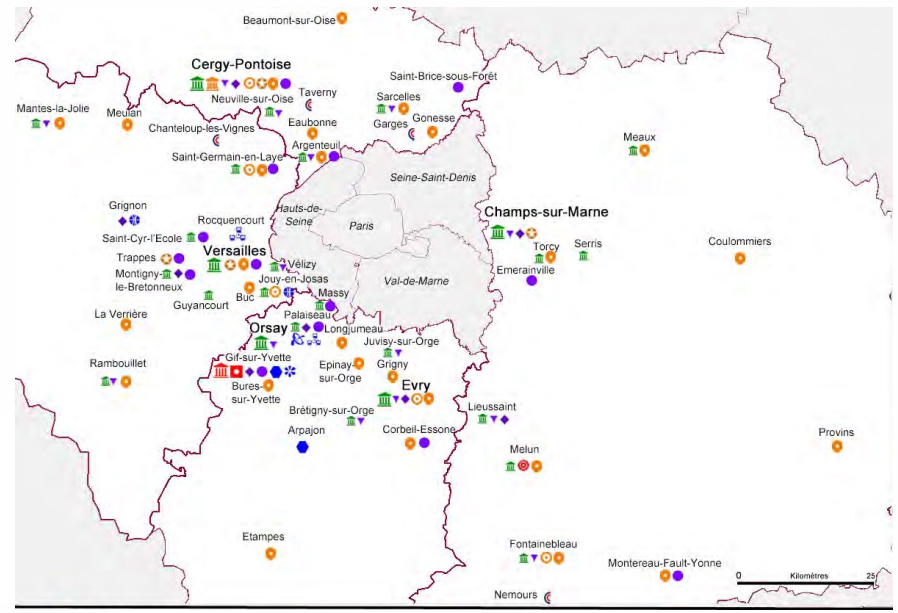 Beaumont-sur-Oise
Cergy-Pontoise
Saint-Brice-sous-Forêt
Taverny
Neuville-sur-Oise
Sarcelles
Mantes-la-Jolie
Meulan
Eaubonne
Garges
Gonesse
Chanteloup-les-Vignes
Meaux
Argenteuil
Saint-Germain-en-Laye
Seine-Saint-Denis
Grignon
Hauts-de-
Seine
Paris
Champs-sur-Marne
Rocquencourt
Saint-Cyr-l'Ecole
Versailles
Torcy
Serris
Coulommiers
Trappes
Vélizy
Emerainville
Montigny-
le-Bretonneux
Jouy-en-Josas
Val-de-Marne
Guyancourt
Buc
Massy
La Verrière
Palaiseau
Orsay
Longjumeau
Juvisy-sur-Orge
Rambouillet
Gif-sur-Yvette
Epinay-
sur-Orge
Grigny
Bures-
sur-Yvette
Evry
Brétigny-sur-Orge
Lieussaint
Arpajon
Corbeil-Essone
Provins
Melun
Etampes
Fontainebleau
Montereau-Fault-Yonne
0 Kilomètres 25
Nemours